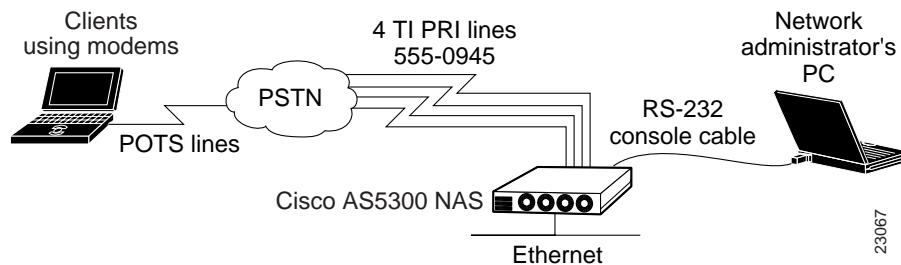 Clients
using modems
4 TI PRI lines
555-0945
Network
administrator's
PC
PSTN
RS-232
console cable
POTS lines
Cisco AS5300 NAS
Ethernet
23067